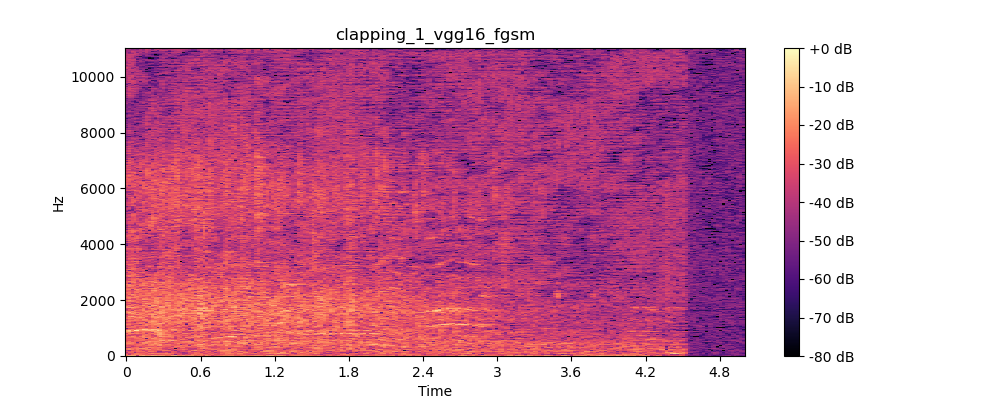 clapping_1_vgg16_fgsm
Hz
10000
8000
6000
4000
2000
0
0 0.6 1.2 1.8 2.4 3 3.6 4.2 4.8
Time
+0 dB
-10 dB
-20 dB
-30 dB
-40 dB
-50 dB
-60 dB
-70 dB
-80 dB